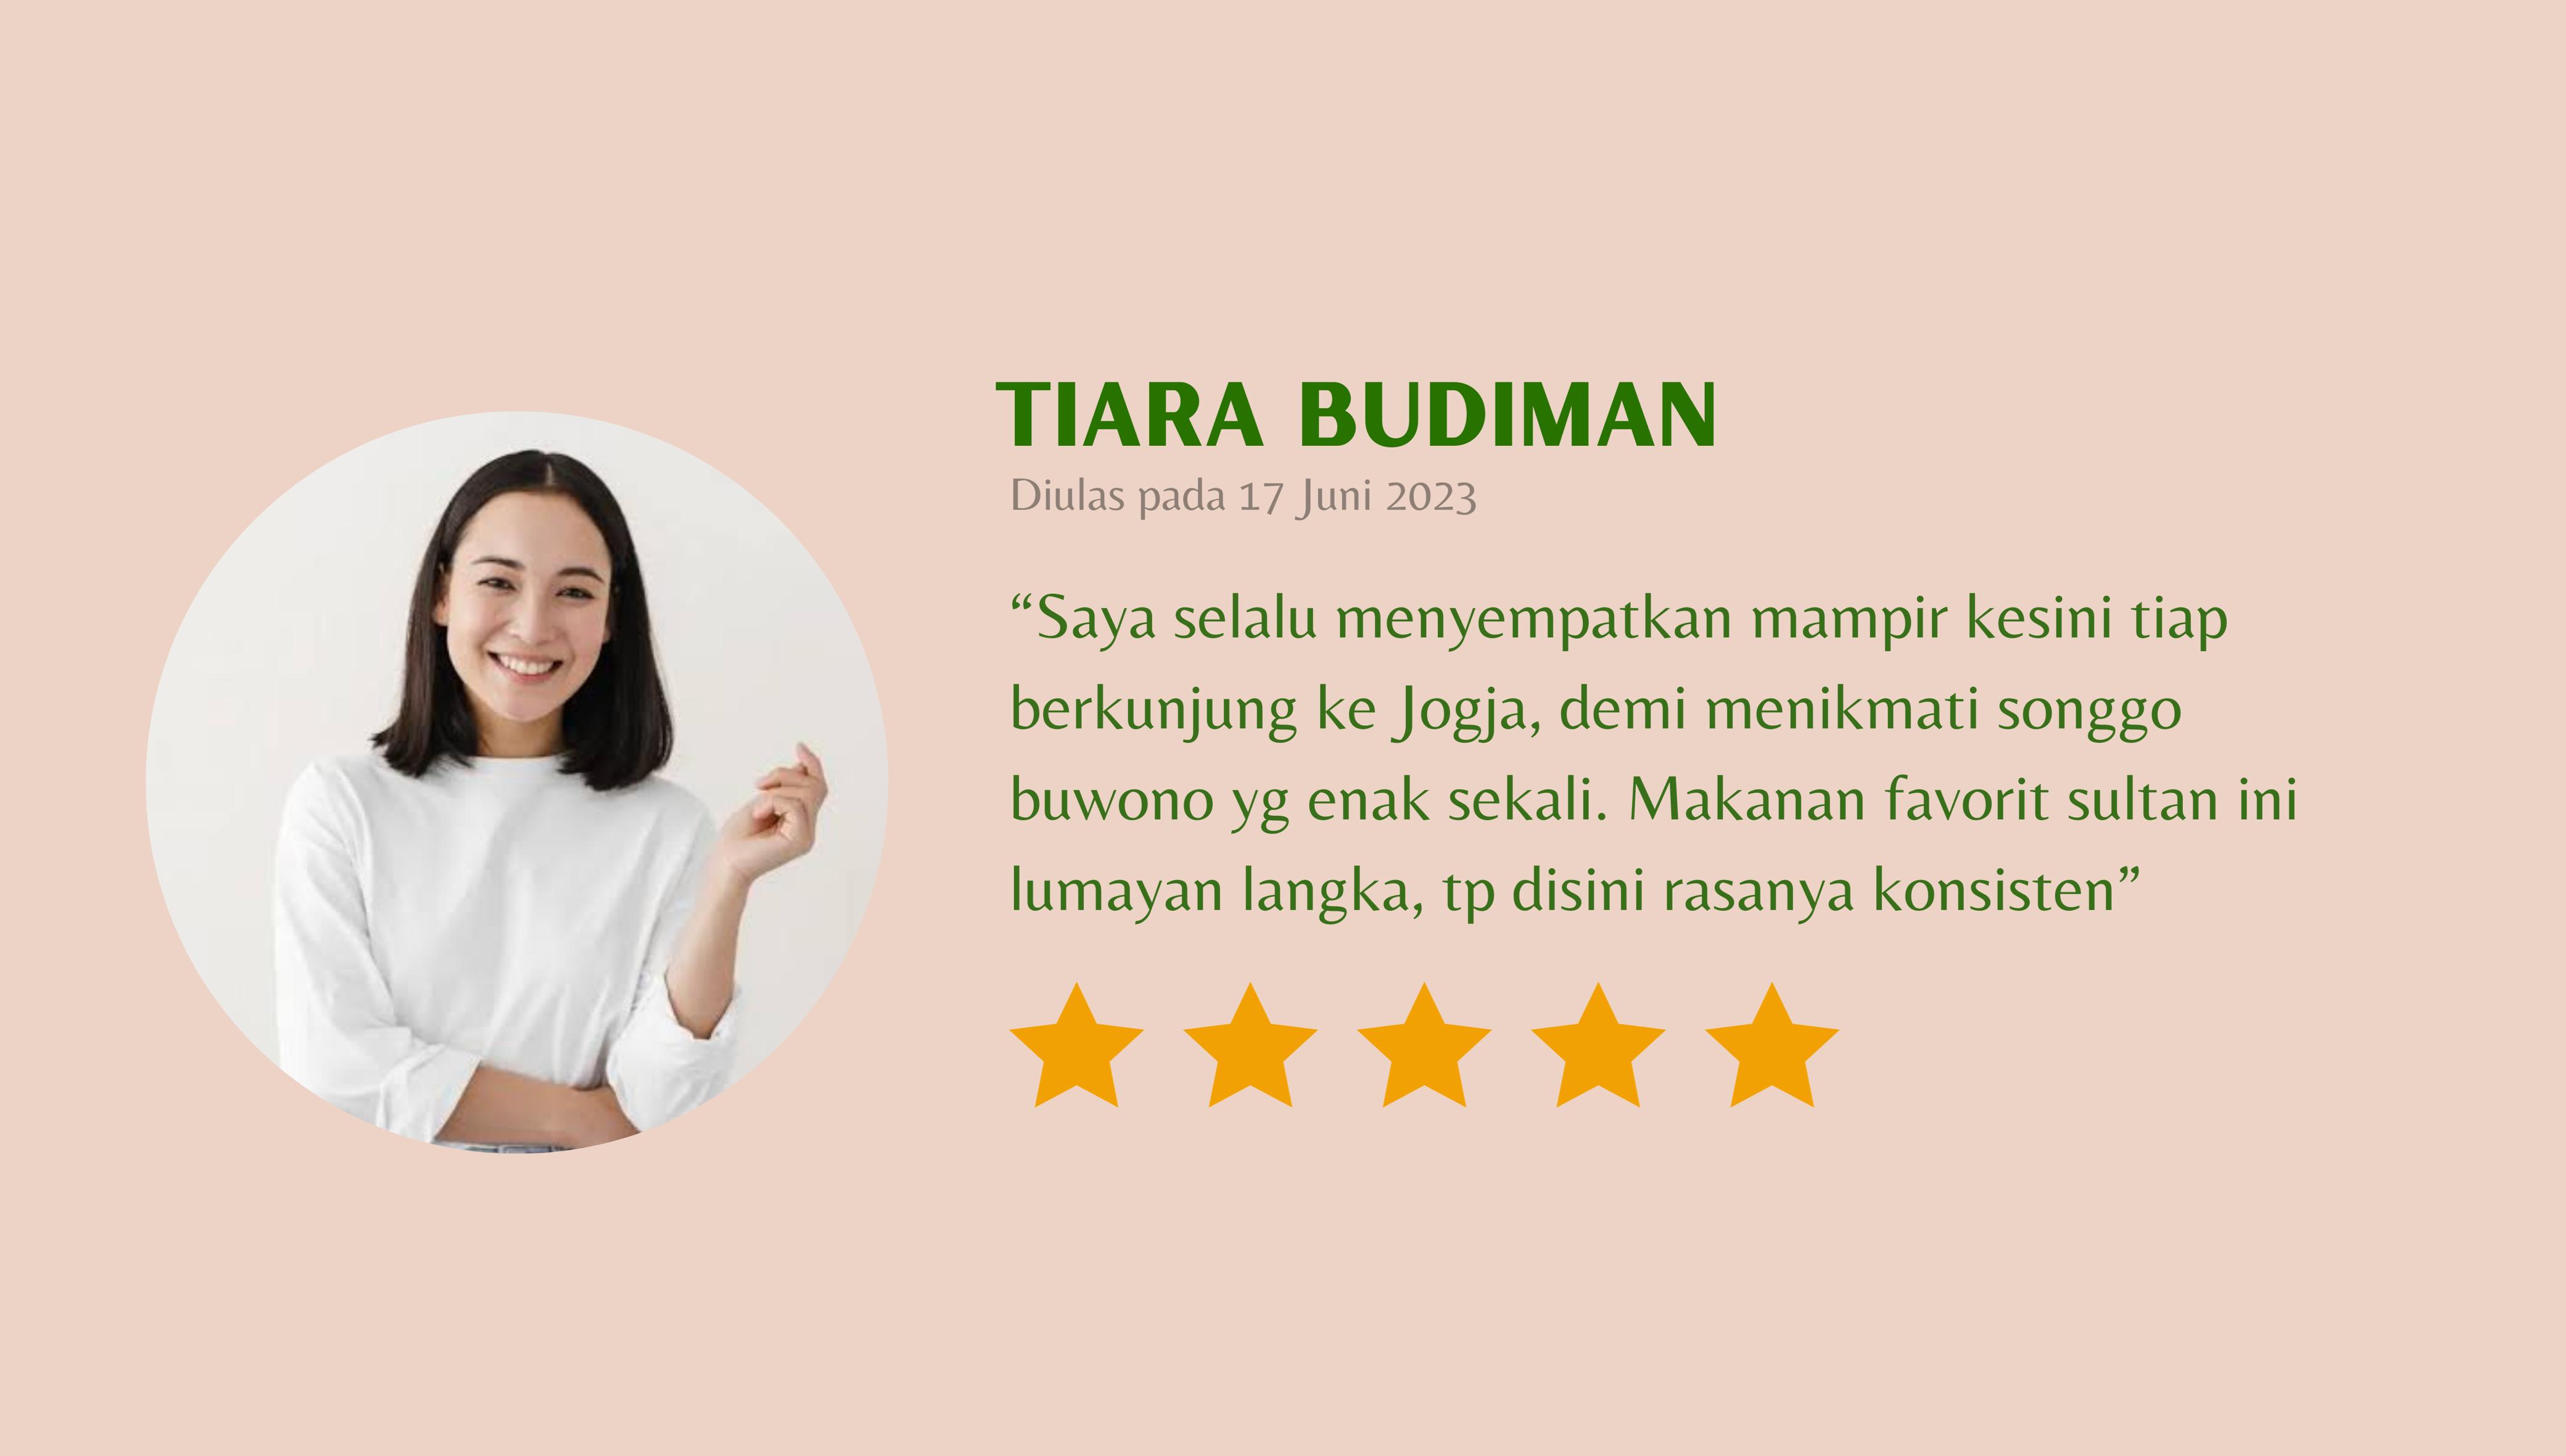 TIARA BUDIMAN
Diulas pada 17 Juni 2023
“Saya selalu menyempatkan mampir kesini tiap
berkunjung ke Jogja, demi menikmati songgo
buwono yg enak sekali. Makanan favorit sultan ini
lumayan langka, tp disini rasanya konsisten”